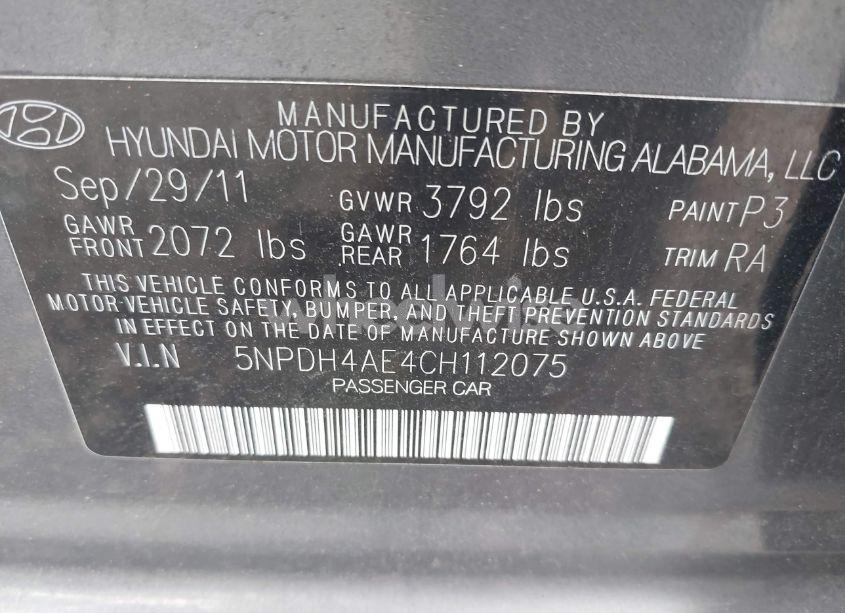 MANUFACTURED BY
HYUNDAI MOTOR MANUFACTURING ALABAMA, LLC
Sep/29/11 GVWR 3792 lbs PAINT P3
GAWR FRONT 2072 lbs GAWR REAR 1764 lbs TRIM RA
THIS VEHICLE CONFORMS TO ALL APPLICABLE U.S.A. FEDERAL
MOTOR-VEHICLE SAFETY, BUMPER, AND THEFT PREVENTION STANDARDS
IN EFFECT ON THE DATE OF MANUFACTURE SHOWN ABOVE
V.I.N 5NPDH4AE4CH112075
PASSENGER CAR